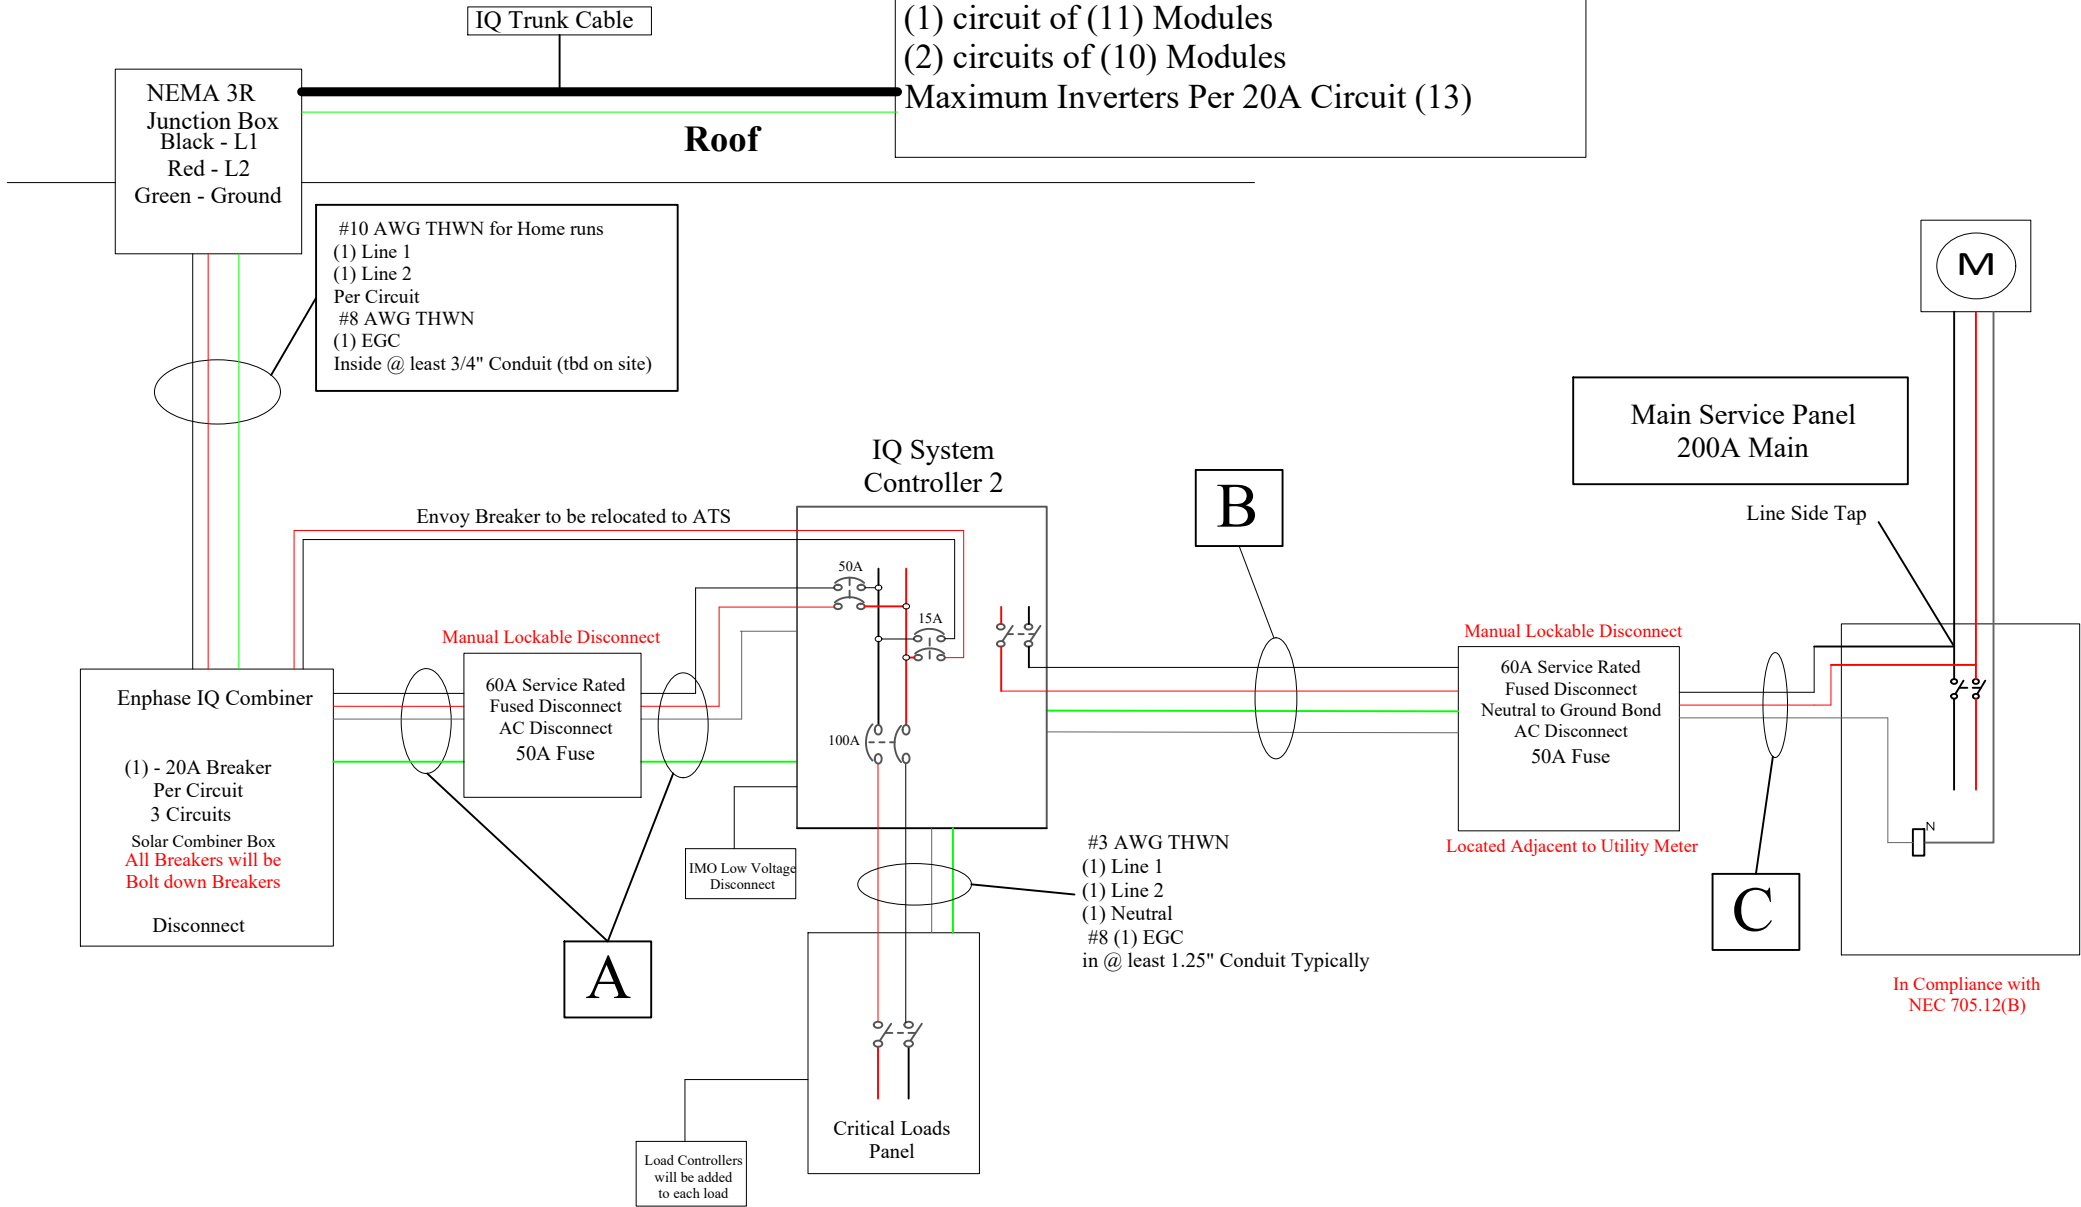 IQ Trunk Cable
(1) circuit of (11) Modules
(2) circuits of (10) Modules
Maximum Inverters Per 20A Circuit (13)
NEMA 3R
Junction Box
Black - L1
Red - L2
Green - Ground
Roof
#10 AWG THWN for Home runs
(1) Line 1
(1) Line 2
Per Circuit
#8 AWG THWN
(1) EGC
Inside @ least 3/4" Conduit (tbd on site)
M
Main Service Panel
200A Main
Line Side Tap
IQ System
Controller 2
B
Envoy Breaker to be relocated to ATS
50A
15A
100A
Manual Lockable Disconnect
60A Service Rated
Fused Disconnect
AC Disconnect
50A Fuse
Enphase IQ Combiner
(1) - 20A Breaker
Per Circuit
3 Circuits
Solar Combiner Box
All Breakers will be
Bolt down Breakers
Disconnect
A
IMO Low Voltage
Disconnect
#3 AWG THWN
(1) Line 1
(1) Line 2
(1) Neutral
#8 (1) EGC
in @ least 1.25" Conduit Typically
Critical Loads
Panel
Load Controllers
will be added
to each load
Manual Lockable Disconnect
60A Service Rated
Fused Disconnect
Neutral to Ground Bond
AC Disconnect
50A Fuse
Located Adjacent to Utility Meter
C
N
In Compliance with
NEC 705.12(B)